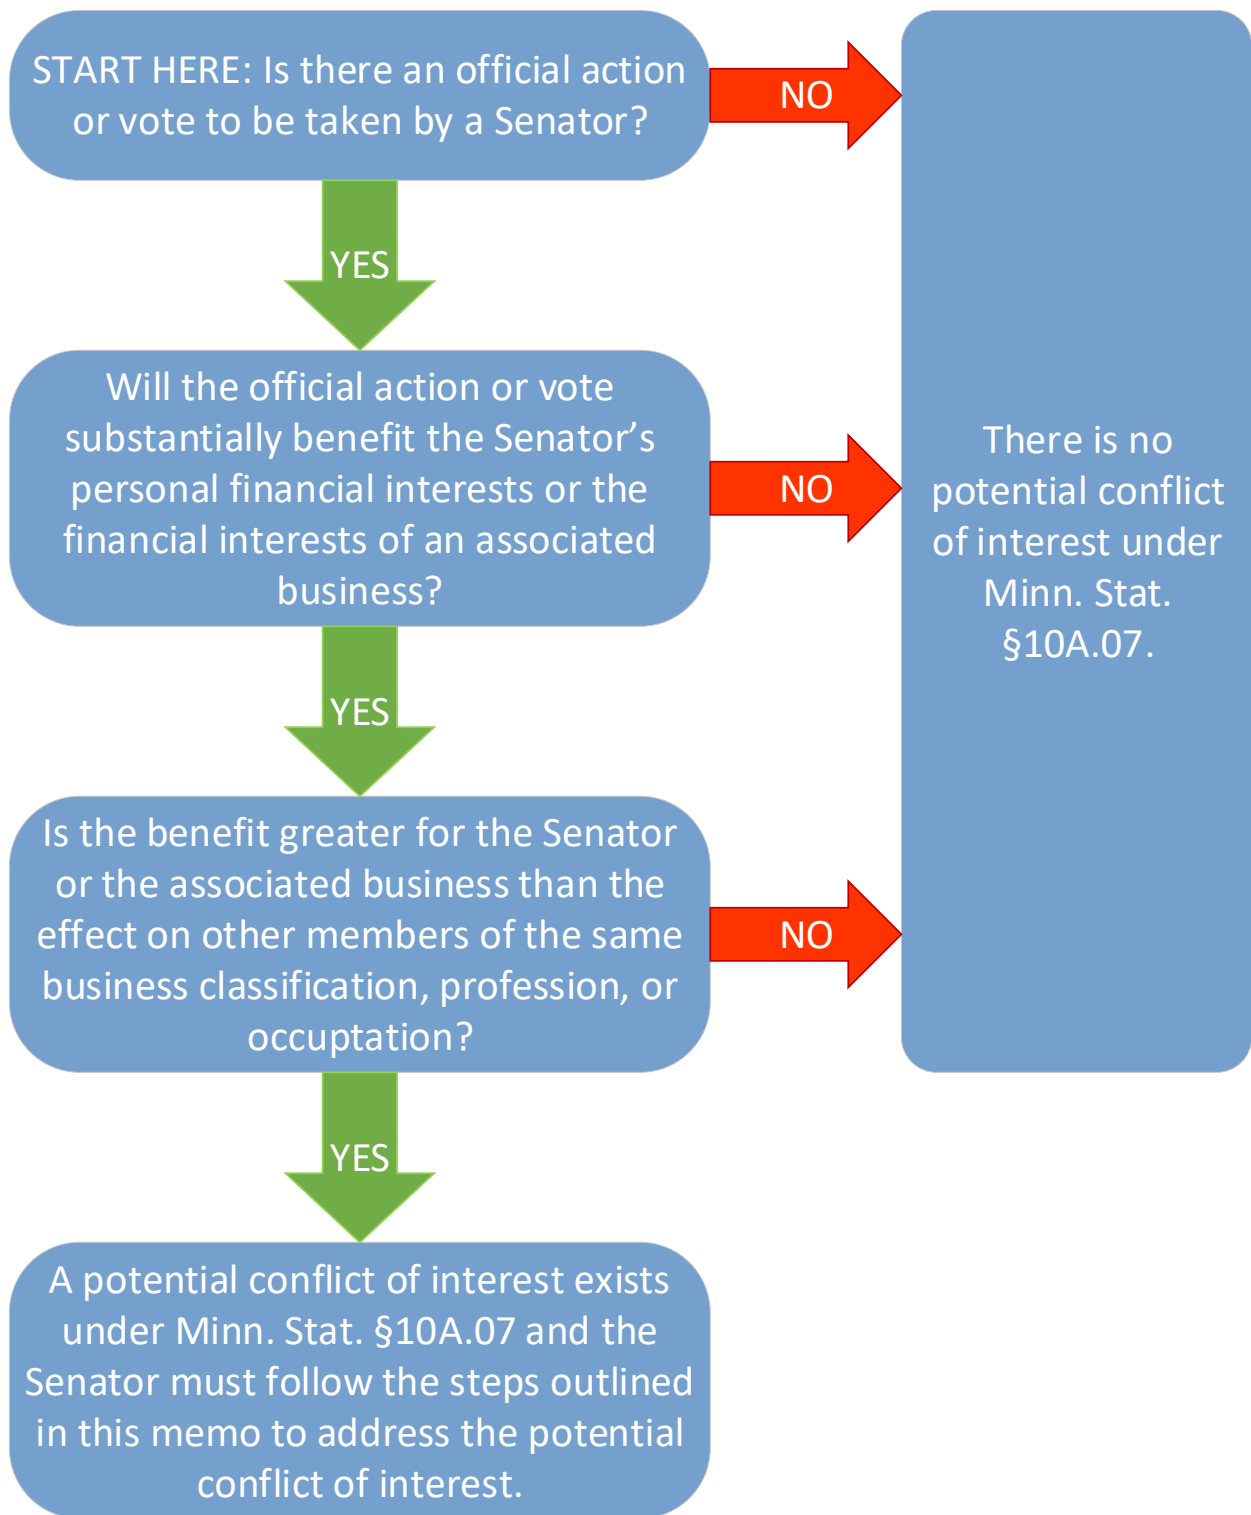 START HERE: Is there an official action
or vote to be taken by a Senator?
NO
YES
Will the official action or vote
substantially benefit the Senator’s
personal financial interests or the
financial interests of an associated
business?
NO
YES
Is the benefit greater for the Senator
or the associated business than the
effect on other members of the same
business classification, profession, or
occuptation?
NO
YES
A potential conflict of interest exists
under Minn. Stat. §10A.07 and the
Senator must follow the steps outlined
in this memo to address the potential
conflict of interest.
There is no
potential conflict
of interest under
Minn. Stat.
§10A.07.